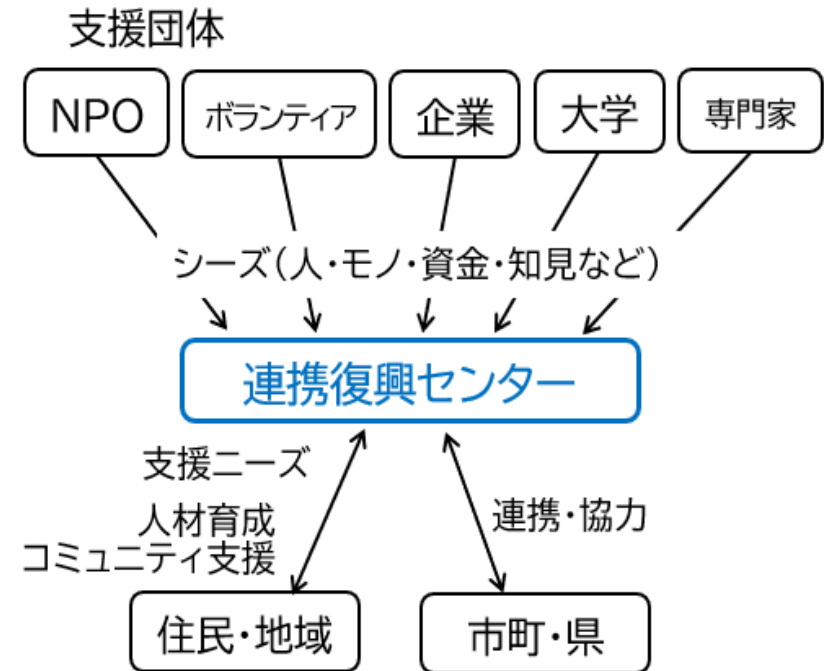 支援団体
NPO
ボランティア
企業
大学
専門家
シーズ(人・モノ・資金・知見など)
連携復興センター
支援ニーズ
人材育成
コミュニティ支援
連携・協力
住民・地域
市町・県